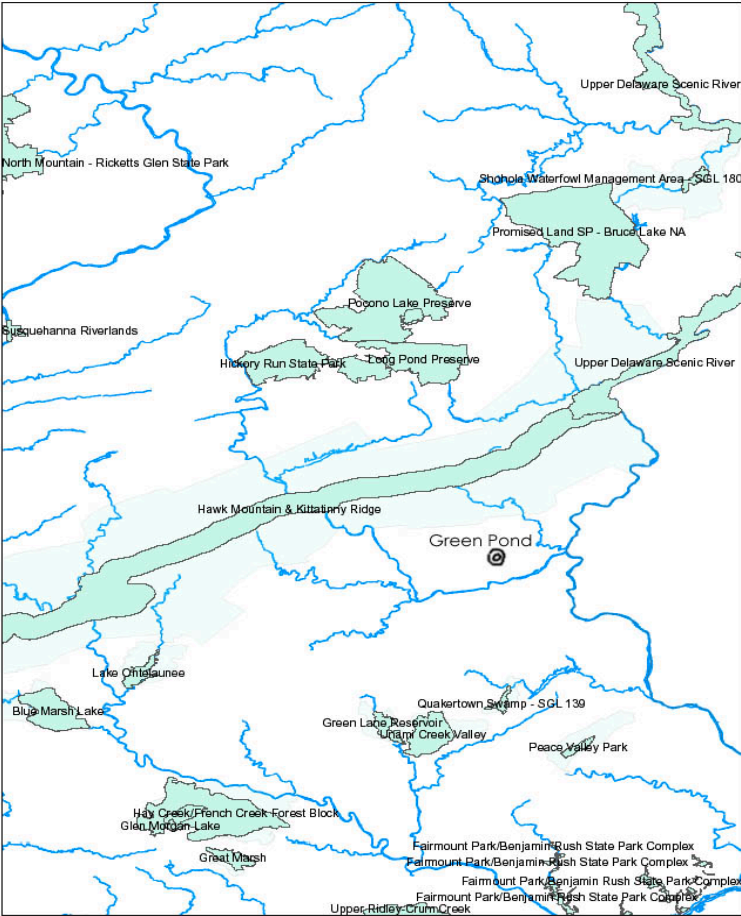 Upper Delaware Scenic River
North Mountain - Ricketts Glen State Park
Shohola Waterfowl Management Area - SGL 180
Promised Land SP - Bruce Lake NA
Pocono Lake Preserve
Susquehanna Riverlands
Hickory Run State Park
Long Pond Preserve
Upper Delaware Scenic River
Hawk Mountain & Kittatinny Ridge
Green Pond
Lake Ontelaunee
Quakertown Swamp - SGL 139
Blue Marsh Lake
Green Lane Reservoir
Unami Creek Valley
Peace Valley Park
Hay Creek/French Creek Forest Block
Glen Morgan Lake
Fairmount Park/Benjamin Rush State Park Complex
Great Marsh
Fairmount Park/Benjamin Rush State Park Complex
Fairmount Park/Benjamin Rush State Park Complex
Fairmount Park/Benjamin Rush State Park Complex
Upper Ridley-Crum Creek